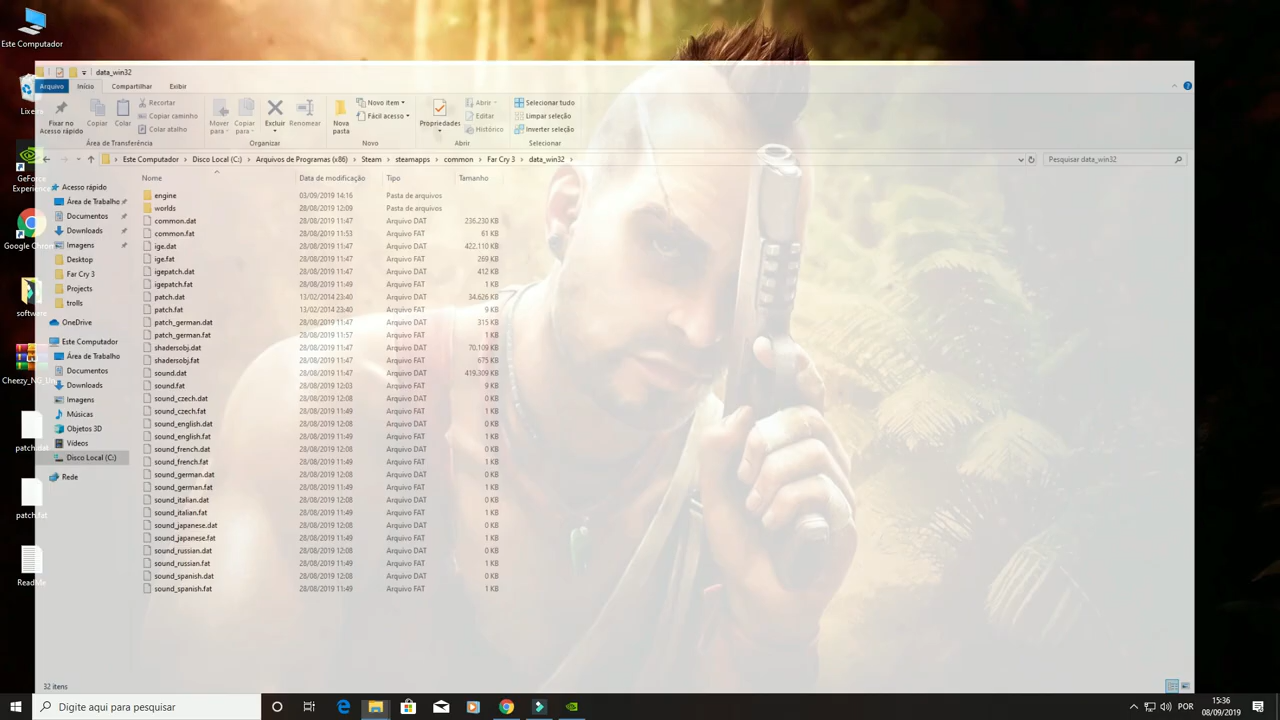 Este Computador
Lixeira
GeForce
Experience
Google Chrom
software
Cheezy_NG_Un
patch.dat
patch.fat
ReadMe
data_win32
Arquivo Início Compartilhar Exibir
Fixar no
Acesso rápido
Copiar
Colar
Recortar
Copiar caminho
Colar atalho
Mover
para
Copiar
para
Excluir
Renomear
Nova
pasta
Novo item
Fácil acesso
Propriedades
Abrir
Editar
Histórico
Selecionar tudo
Limpar seleção
Inverter seleção
Área de Transferência Organizar Novo Abrir Selecionar
Este Computador > Disco Local (C:) > Arquivos de Programas (x86) > Steam > steamapps > common > Far Cry 3 > data_win32 >
Pesquisar data_win32
Acesso rápido
Área de Trabalho
Documentos
Downloads
Imagens
Desktop
Far Cry 3
Projects
trolls
OneDrive
Este Computador
Área de Trabalho
Documentos
Downloads
Imagens
Músicas
Objetos 3D
Vídeos
Disco Local (C:)
Rede
Nome Data de modificação Tipo Tamanho
engine 03/09/2019 14:16 Pasta de arquivos
worlds 28/08/2019 12:09 Pasta de arquivos
common.dat 28/08/2019 11:47 Arquivo DAT 236.230 KB
common.fat 28/08/2019 11:53 Arquivo FAT 61 KB
ige.dat 28/08/2019 11:47 Arquivo DAT 422.110 KB
ige.fat 28/08/2019 11:47 Arquivo FAT 269 KB
igepatch.dat 28/08/2019 11:47 Arquivo DAT 412 KB
igepatch.fat 28/08/2019 11:49 Arquivo FAT 1 KB
patch.dat 13/02/2014 23:40 Arquivo DAT 34.626 KB
patch.fat 13/02/2014 23:40 Arquivo FAT 9 KB
patch_german.dat 28/08/2019 11:47 Arquivo DAT 315 KB
patch_german.fat 28/08/2019 11:57 Arquivo FAT 1 KB
shadersobj.dat 28/08/2019 11:47 Arquivo DAT 70.109 KB
shadersobj.fat 28/08/2019 11:47 Arquivo FAT 675 KB
sound.dat 28/08/2019 11:47 Arquivo DAT 419.309 KB
sound.fat 28/08/2019 12:03 Arquivo FAT 9 KB
sound_czech.dat 28/08/2019 12:08 Arquivo DAT 0 KB
sound_czech.fat 28/08/2019 11:49 Arquivo FAT 1 KB
sound_english.dat 28/08/2019 12:08 Arquivo DAT 0 KB
sound_english.fat 28/08/2019 11:49 Arquivo FAT 1 KB
sound_french.dat 28/08/2019 12:08 Arquivo DAT 0 KB
sound_french.fat 28/08/2019 11:49 Arquivo FAT 1 KB
sound_german.dat 28/08/2019 12:08 Arquivo DAT 0 KB
sound_german.fat 28/08/2019 11:49 Arquivo FAT 1 KB
sound_italian.dat 28/08/2019 12:08 Arquivo DAT 0 KB
sound_italian.fat 28/08/2019 11:49 Arquivo FAT 1 KB
sound_japanese.dat 28/08/2019 12:08 Arquivo DAT 0 KB
sound_japanese.fat 28/08/2019 11:49 Arquivo FAT 1 KB
sound_russian.dat 28/08/2019 12:08 Arquivo DAT 0 KB
sound_russian.fat 28/08/2019 11:49 Arquivo FAT 1 KB
sound_spanish.dat 28/08/2019 12:08 Arquivo DAT 0 KB
sound_spanish.fat 28/08/2019 11:49 Arquivo FAT 1 KB
32 itens
Digite aqui para pesquisar
POR
15:36
08/09/2019